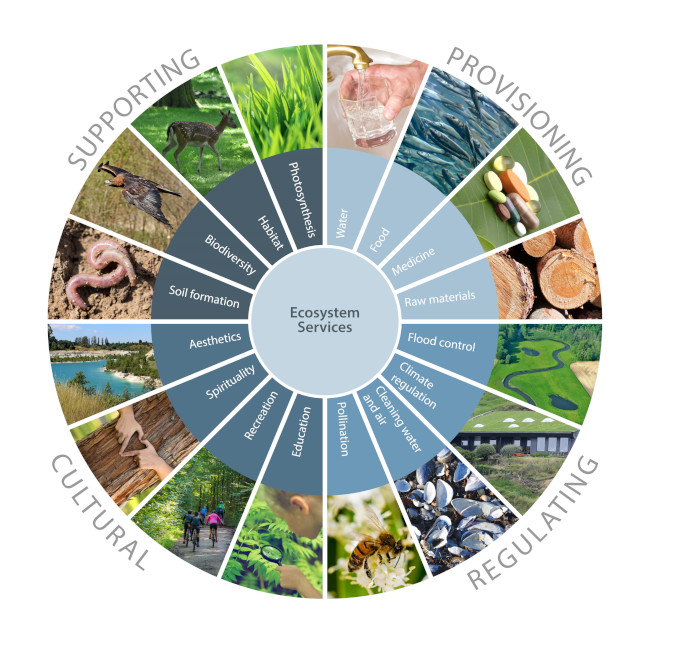 SUPPORTING
PROVISIONING
Photosynthesis
Habitat
Biodiversity
Soil formation
Water
Food
Medicine
Raw materials
Ecosystem
Services
Aesthetics
Spirituality
Recreation
Education
Flood control
Climate
regulation
Cleaning water
and air
Pollination
CULTURAL
REGULATING